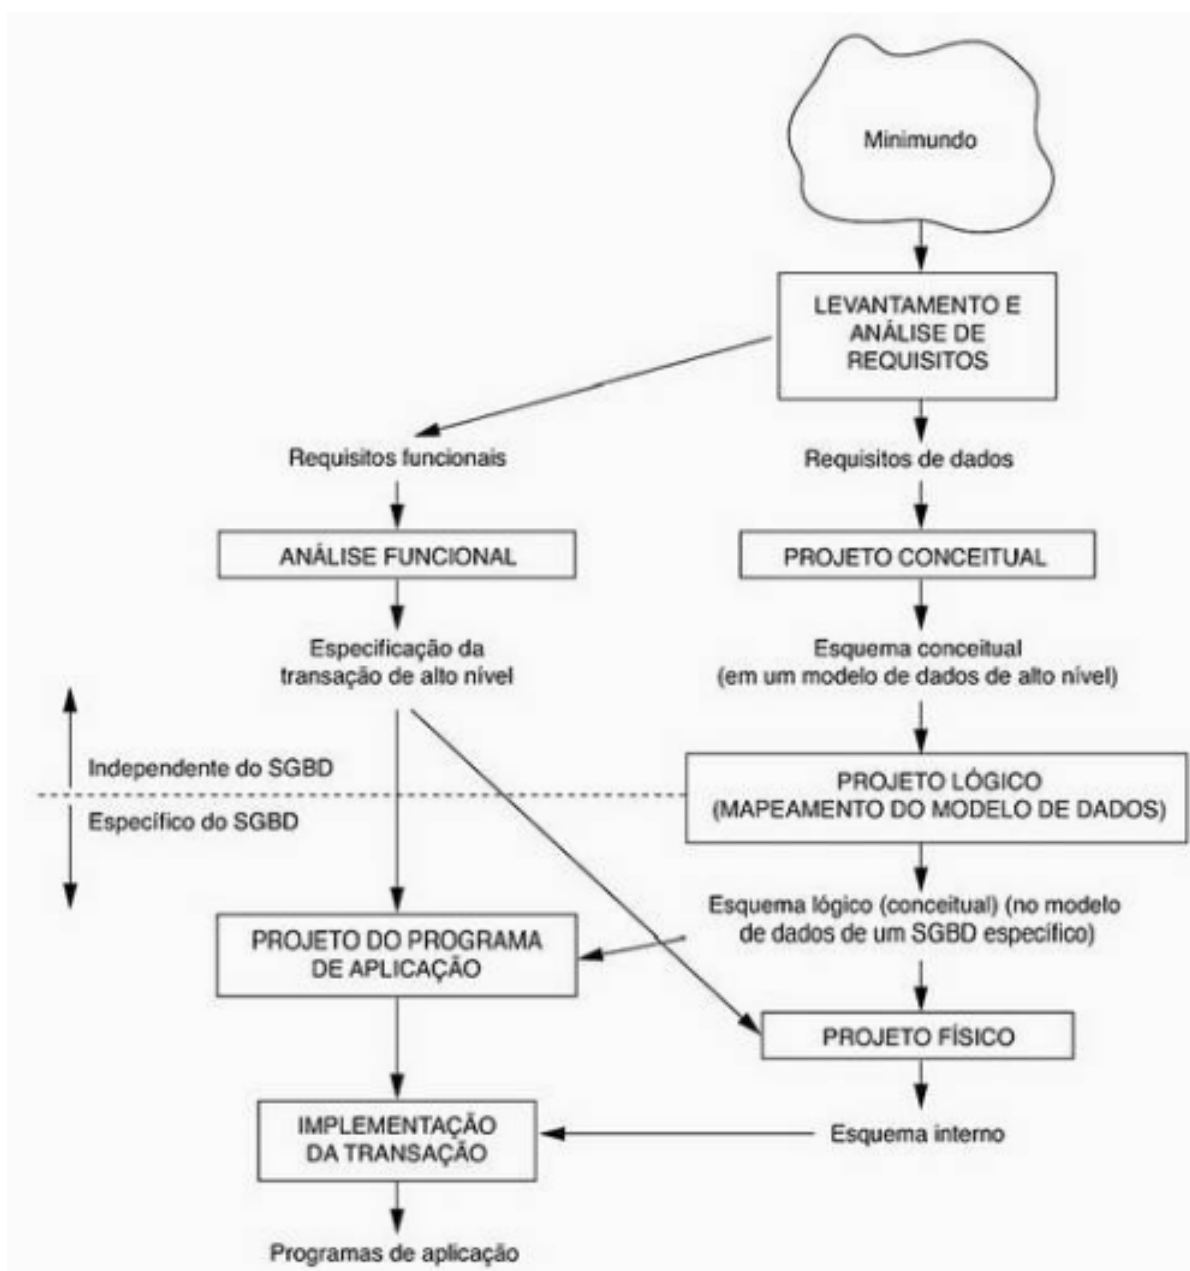 Minimundo
LEVANTAMENTO E
ANÁLISE DE
REQUISITOS
Requisitos funcionais
Requisitos de dados
ANÁLISE FUNCIONAL
PROJETO CONCEITUAL
Especificação da
transação de alto nível
Esquema conceitual
(em um modelo de dados de alto nível)
Independente do SGBD
Específico do SGBD
PROJETO LÓGICO
(MAPEAMENTO DO MODELO DE DADOS)
Esquema lógico (conceitual) (no modelo
de dados de um SGBD específico)
PROJETO DO PROGRAMA
DE APLICAÇÃO
PROJETO FÍSICO
IMPLEMENTAÇÃO
DA TRANSAÇÃO
Esquema interno
Programas de aplicação